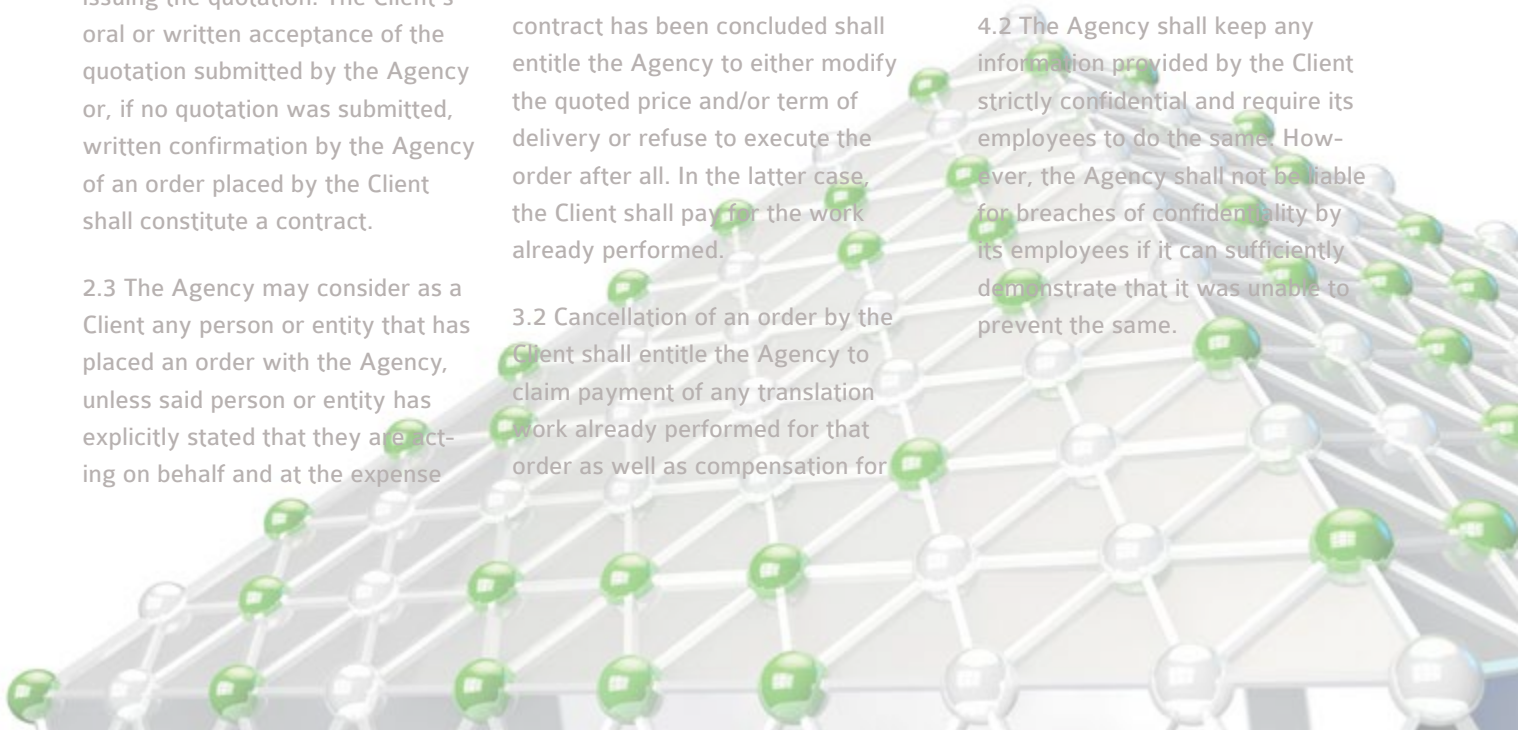 issuing the quotation. The Client's
oral or written acceptance of the
quotation submitted by the Agency
or, if no quotation was submitted,
written confirmation by the Agency
of an order placed by the Client
shall constitute a contract.
2.3 The Agency may consider as a
Client any person or entity that has
placed an order with the Agency,
unless said person or entity has
explicitly stated that they are act-
ing on behalf and at the expense
contract has been concluded shall
entitle the Agency to either modify
the quoted price and/or term of
delivery or refuse to execute the
order after all. In the latter case,
the Client shall pay for the work
already performed.
3.2 Cancellation of an order by the
Client shall entitle the Agency to
claim payment of any translation
work already performed for that
order as well as compensation for
4.2 The Agency shall keep any
information provided by the Client
strictly confidential and require its
employees to do the same. How-
ever, the Agency shall not be liable
for breaches of confidentiality by
its employees if it can sufficiently
demonstrate that it was unable to
prevent the same.